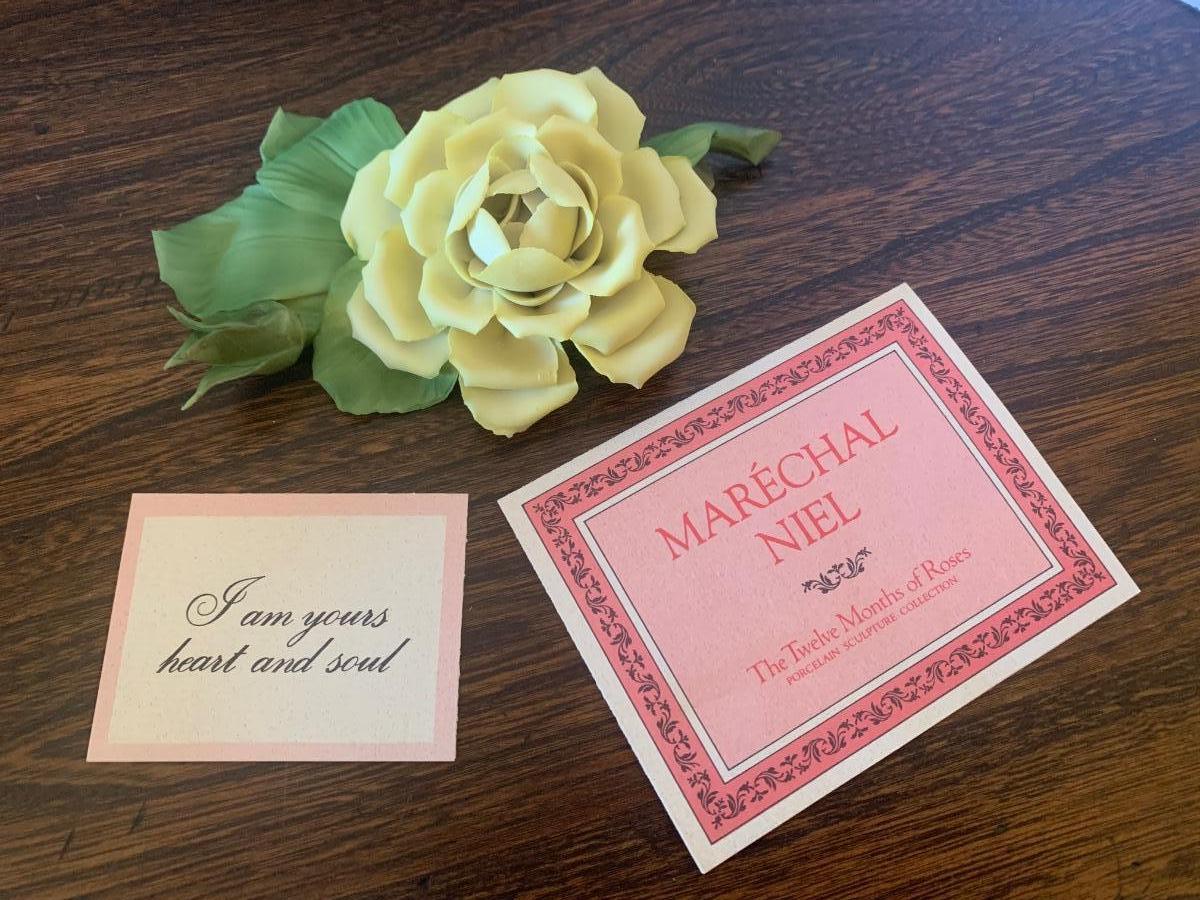 I am yours
heart and soul
MARÉCHAL
NIEL
The Twelve Months of Roses
PORCELAIN SCULPTURE COLLECTION